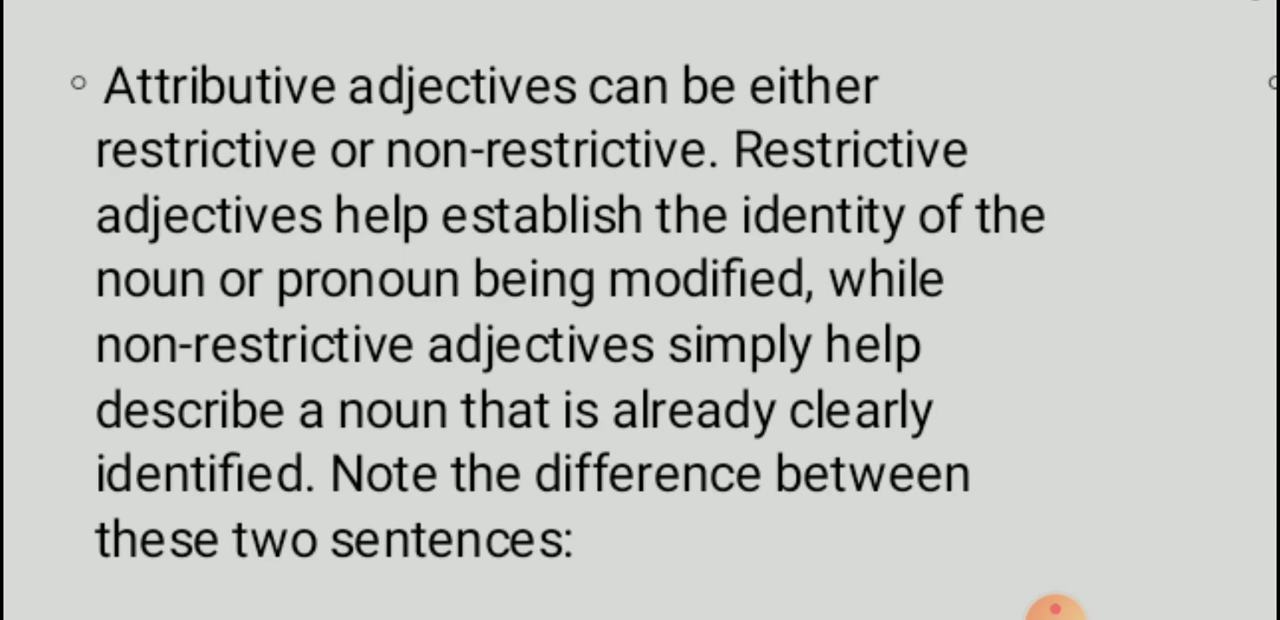 ◦ Attributive adjectives can be either
restrictive or non-restrictive. Restrictive
adjectives help establish the identity of the
noun or pronoun being modified, while
non-restrictive adjectives simply help
describe a noun that is already clearly
identified. Note the difference between
these two sentences: